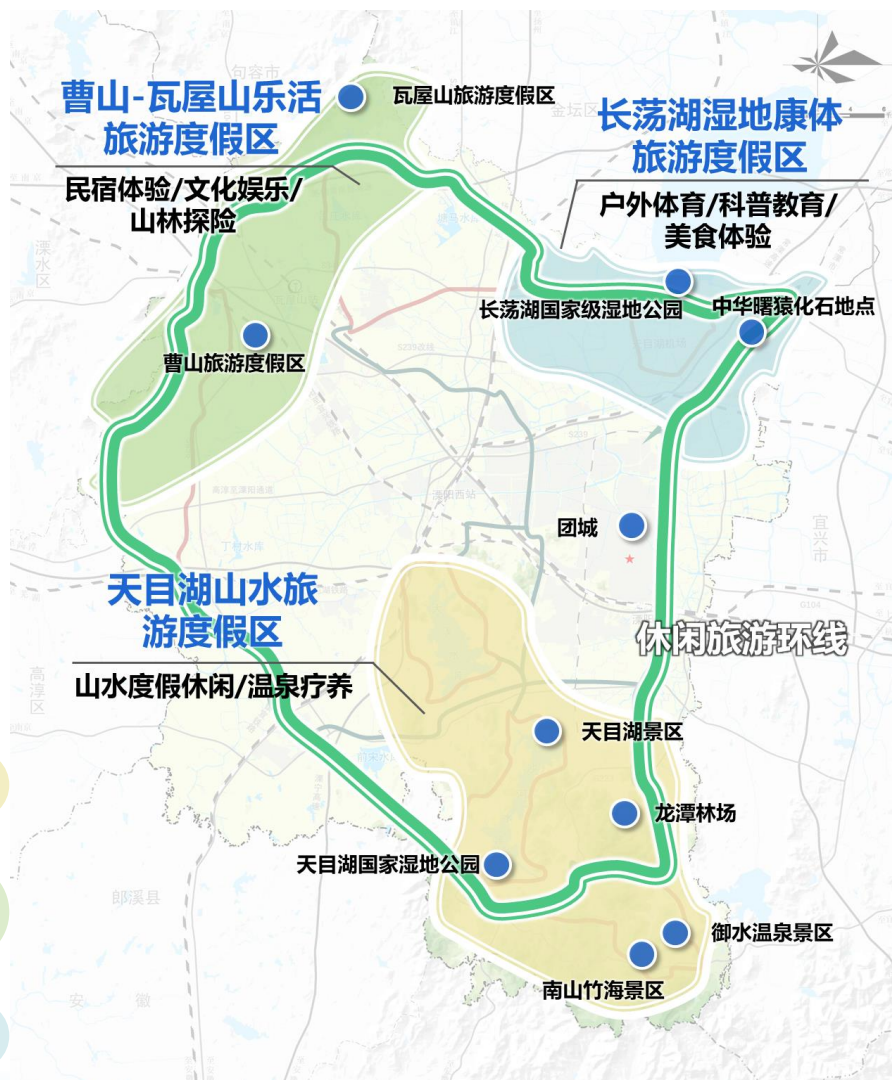 句容市
曹山-瓦屋山乐活
旅游度假区
瓦屋山旅游度假区
金坛区
长荡湖湿地康体
旅游度假区
民宿体验/文化娱乐/
山林探险
户外体育/科普教育/
美食体验
溧水区
长荡湖国家级湿地公园
中华曙猿化石地点
曹山旅游度假区
S239
溧阳西站
团城
宜兴市
天目湖山水旅
游度假区
G104
休闲旅游环线
高淳区
山水度假休闲/温泉疗养
天目湖景区
龙潭林场
天目湖国家湿地公园
郎溪县
御水温泉景区
南山竹海景区
安徽